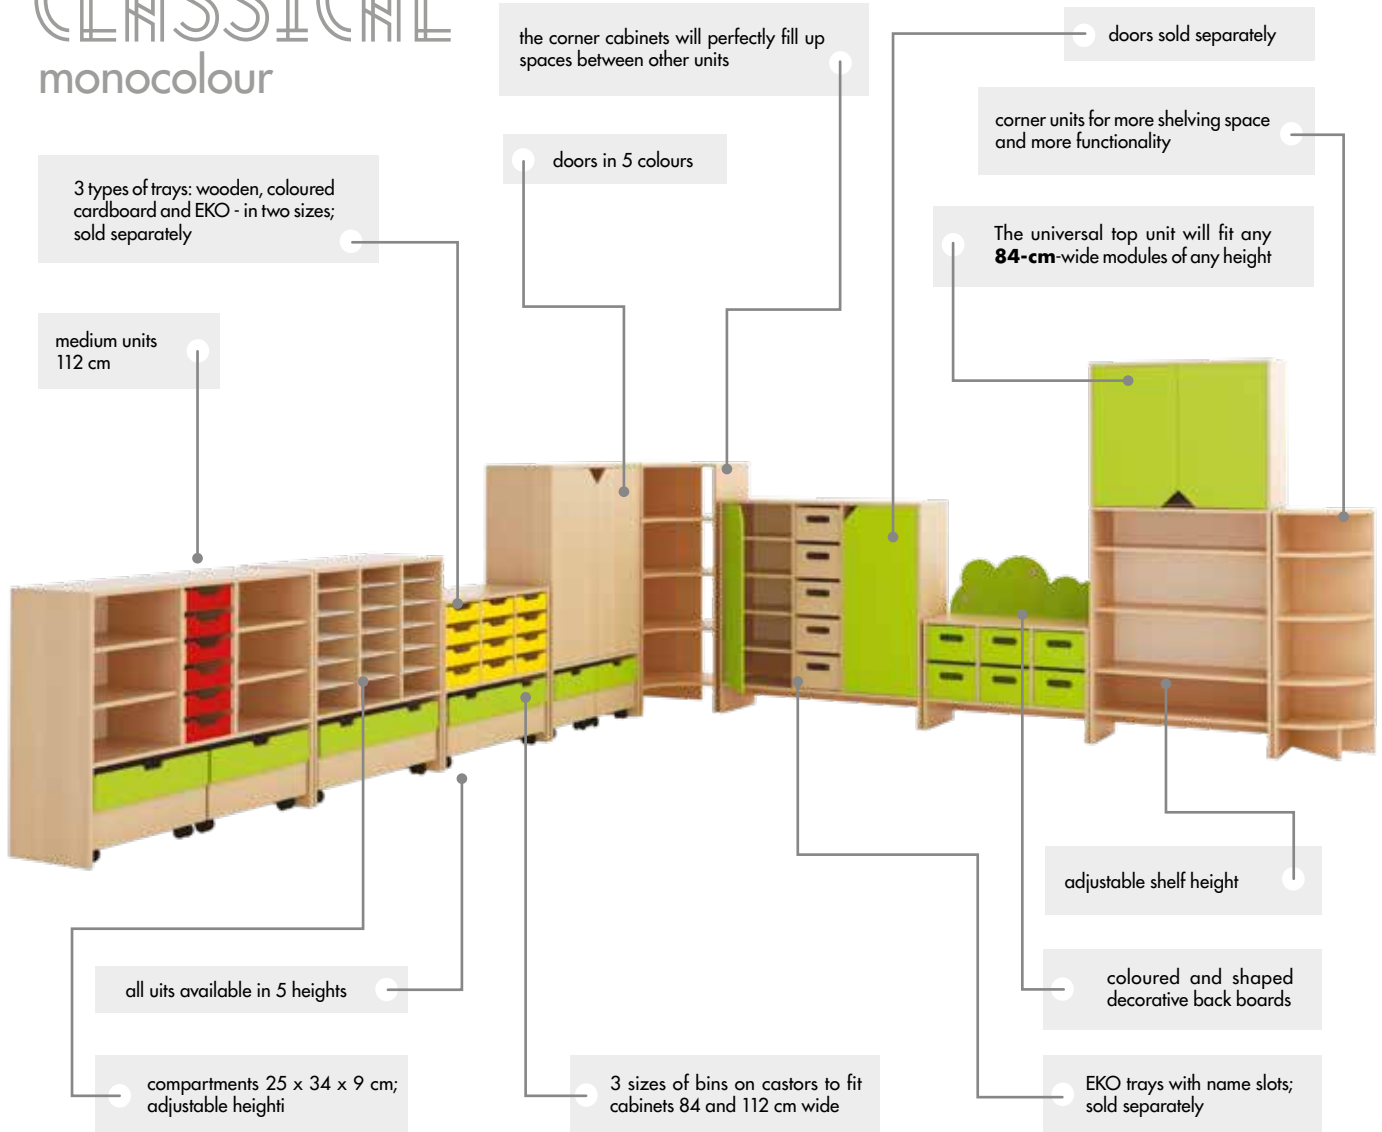 CLASSICAL
monocolour
the corner cabinets will perfectly fill up
spaces between other units
doors sold separately
corner units for more shelving space
and more functionality
doors in 5 colours
3 types of trays: wooden, coloured
cardboard and EKO - in two sizes;
sold separately
The universal top unit will fit any
84-cm-wide modules of any height
medium units
112 cm
adjustable shelf height
all uits available in 5 heights
coloured and shaped
decorative back boards
compartments 25 x 34 x 9 cm;
adjustable heighti
3 sizes of bins on castors to fit
cabinets 84 and 112 cm wide
EKO trays with name slots;
sold separately